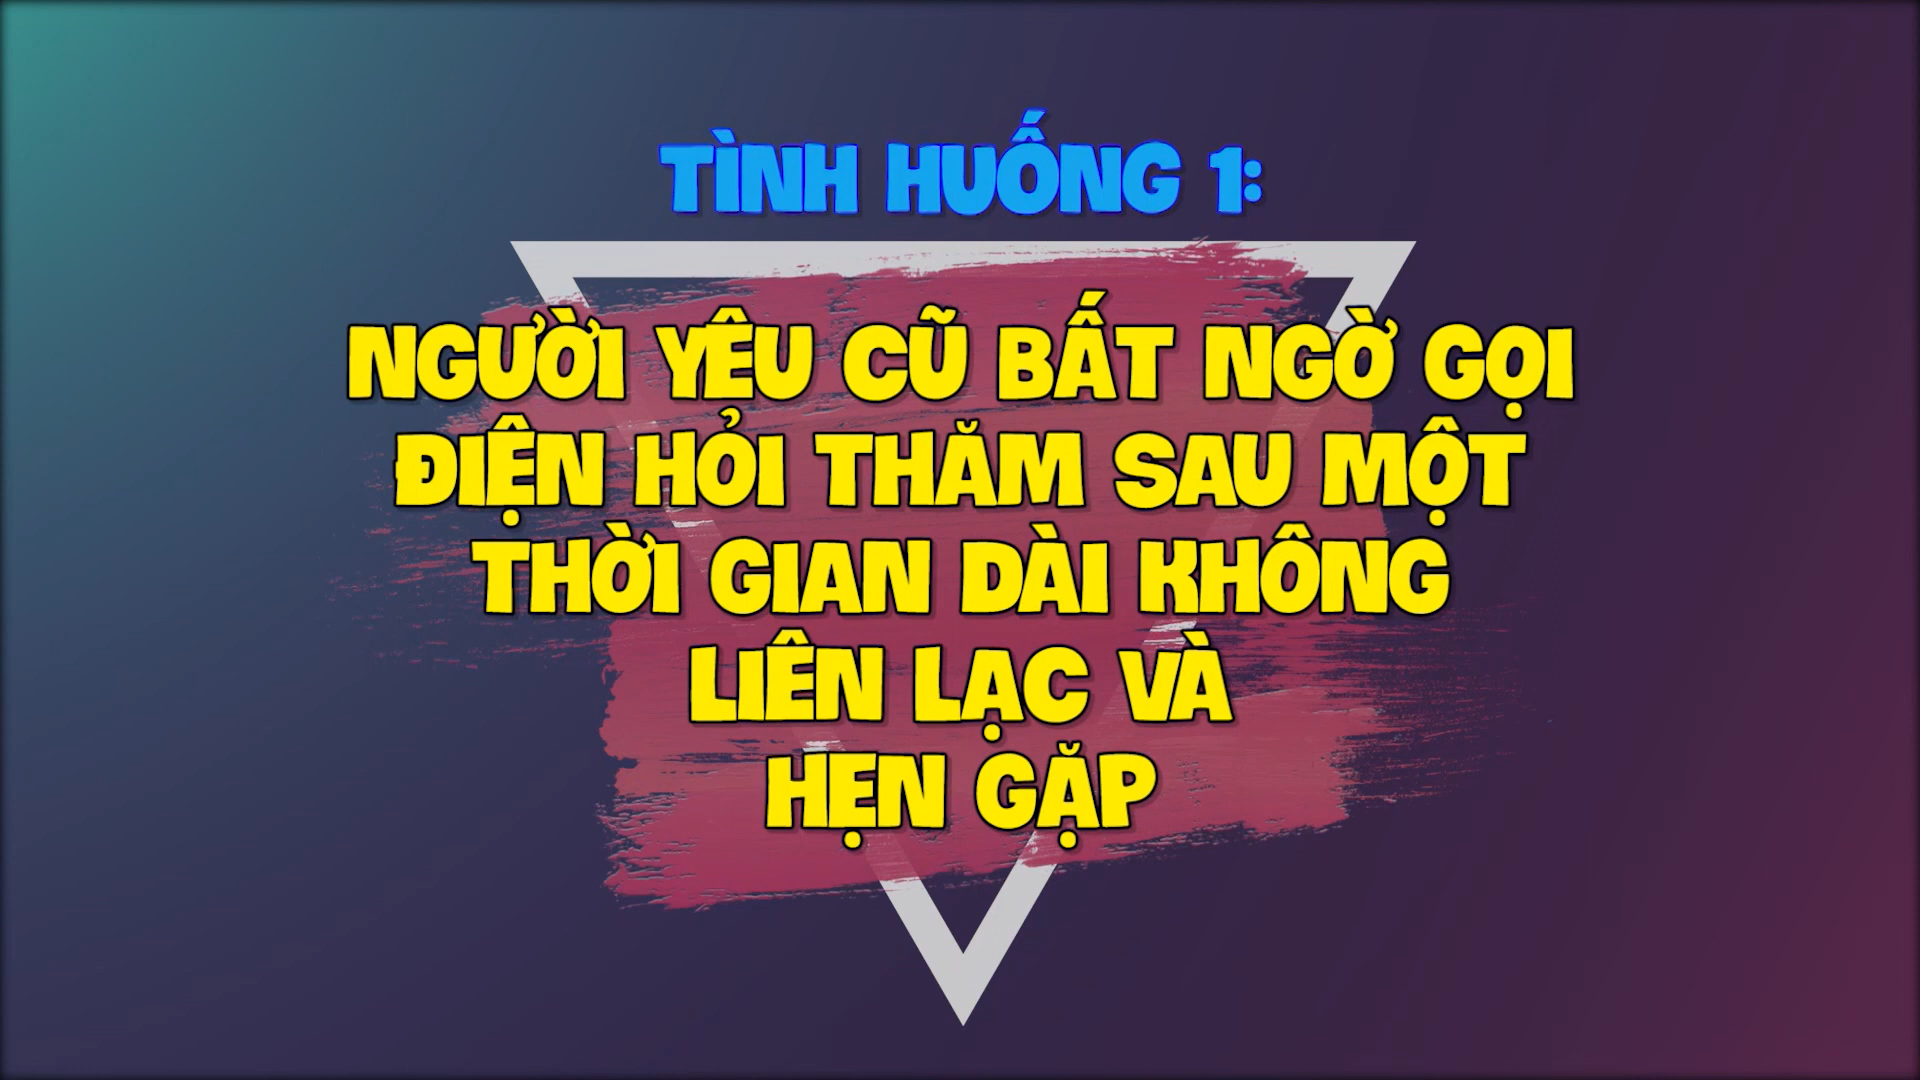 TÌNH HUỐNG 1:
NGƯỜI YÊU CŨ BẤT NGỜ GỌI
ĐIỆN HỎI THĂM SAU MỘT
THỜI GIAN DÀI KHÔNG
LIÊN LẠC VÀ
HẸN GẶP